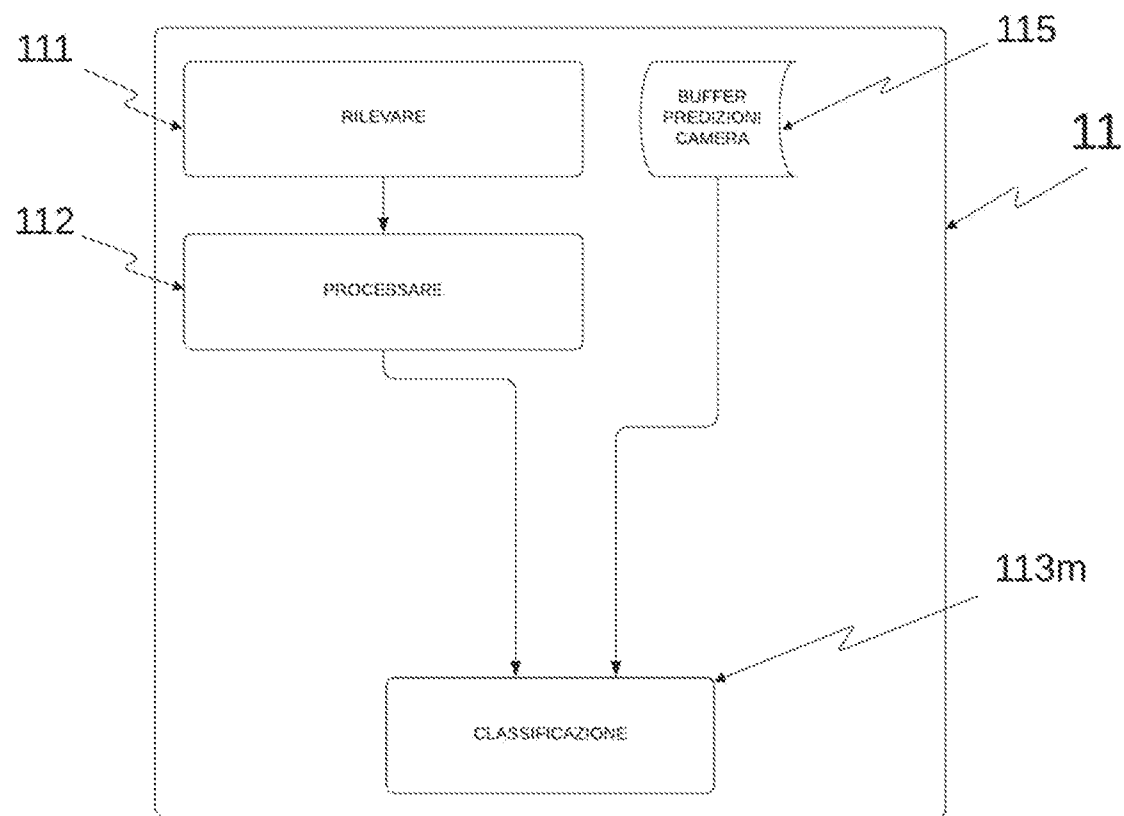 111
RILEVARE
BUFFER
PREDIZIONI
CAMERA
115
11
112
PROCESSARE
113m
CLASSIFICAZIONE